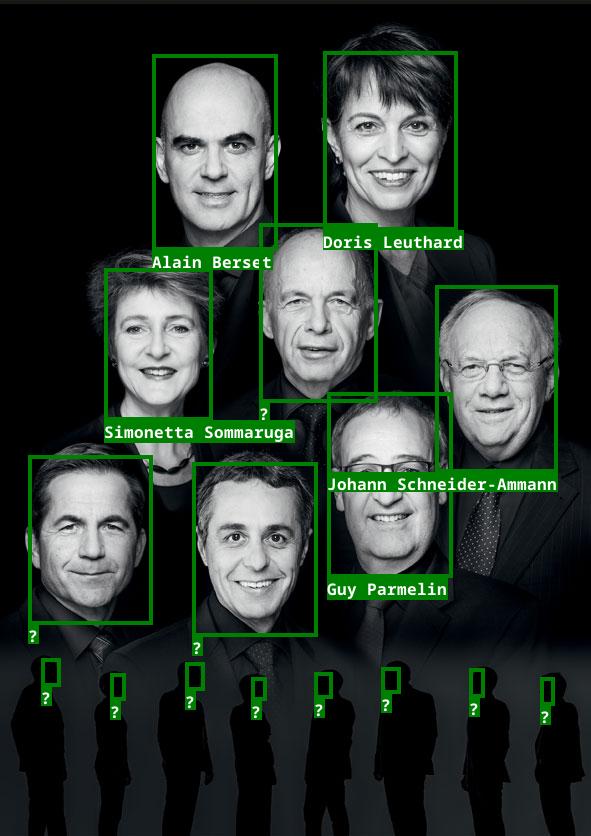 Doris Leuthard
Alain Berset
?
Simonetta Sommaruga
Johann Schneider-Ammann
Guy Parmelin
?
?
?
?
?
?
?
?
?
?